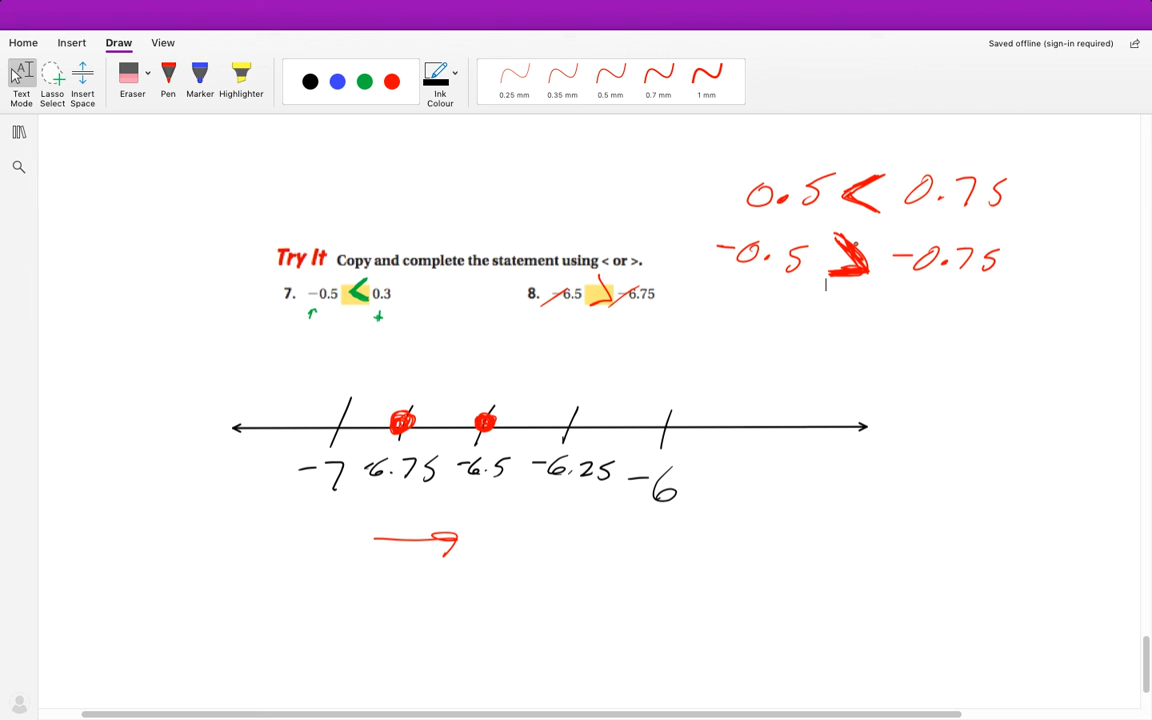 Home Insert Draw View
Saved offline (sign-in required)
Text Mode
Lasso Select
Insert Space
Eraser
Pen
Marker
Highlighter
Ink Colour
0.25 mm
0.35 mm
0.5 mm
0.7 mm
1 mm
0.5 < 0.75
-0.5 > -0.75
Try It Copy and complete the statement using < or >.
7. −0.5 < 0.3
8. −6.5 > −6.75
-7 -6.75 -6.5 -6.25 -6